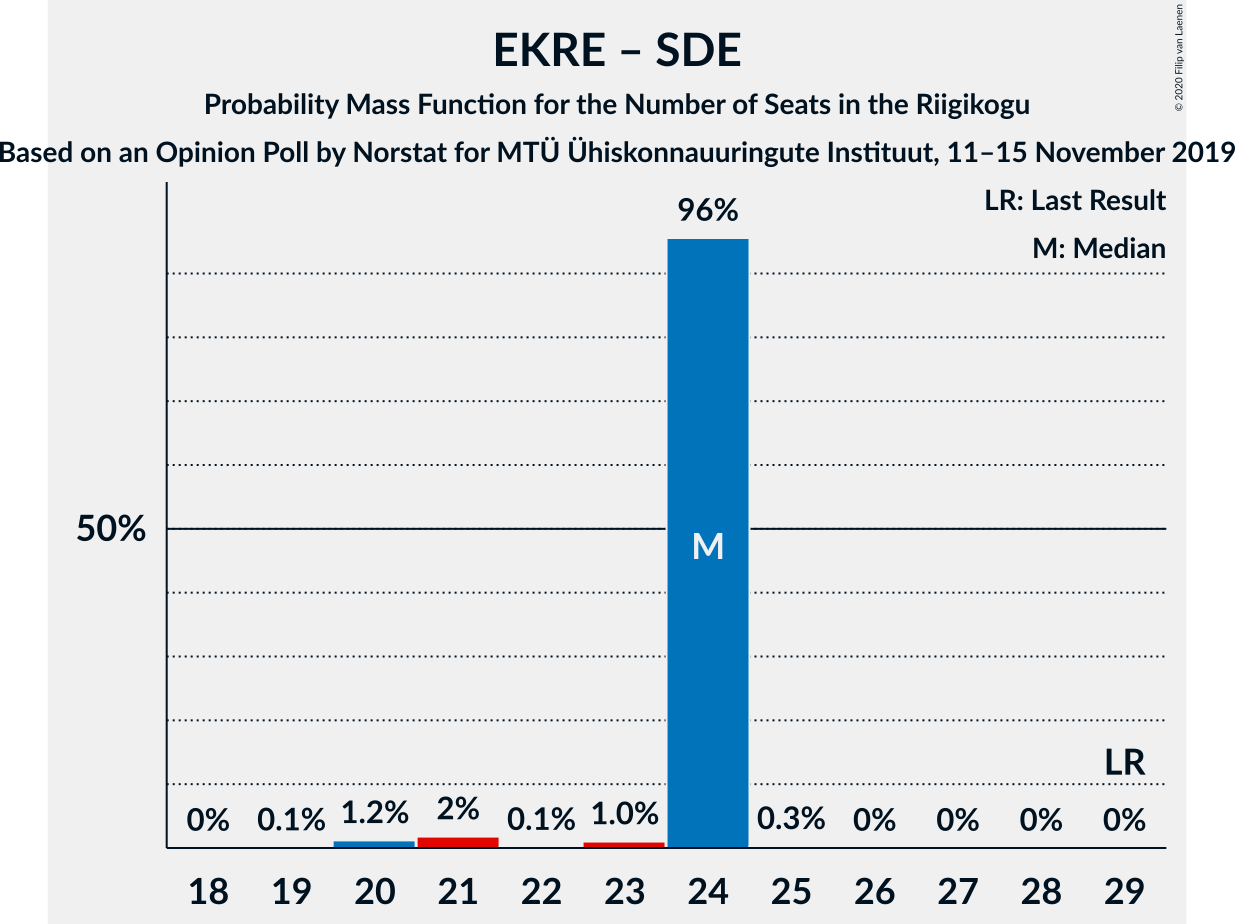 EKRE – SDE
Probability Mass Function for the Number of Seats in the Riigikogu
Based on an Opinion Poll by Norstat for MTÜ Ühiskonnauuringute Instituut, 11–15 November 2019
© 2020 Filip van Laenen
LR: Last Result
M: Median
96%
50%
M
LR
0% 0.1% 1.2% 2% 0.1% 1.0% 0.3% 0% 0% 0% 0%
18 19 20 21 22 23 24 25 26 27 28 29